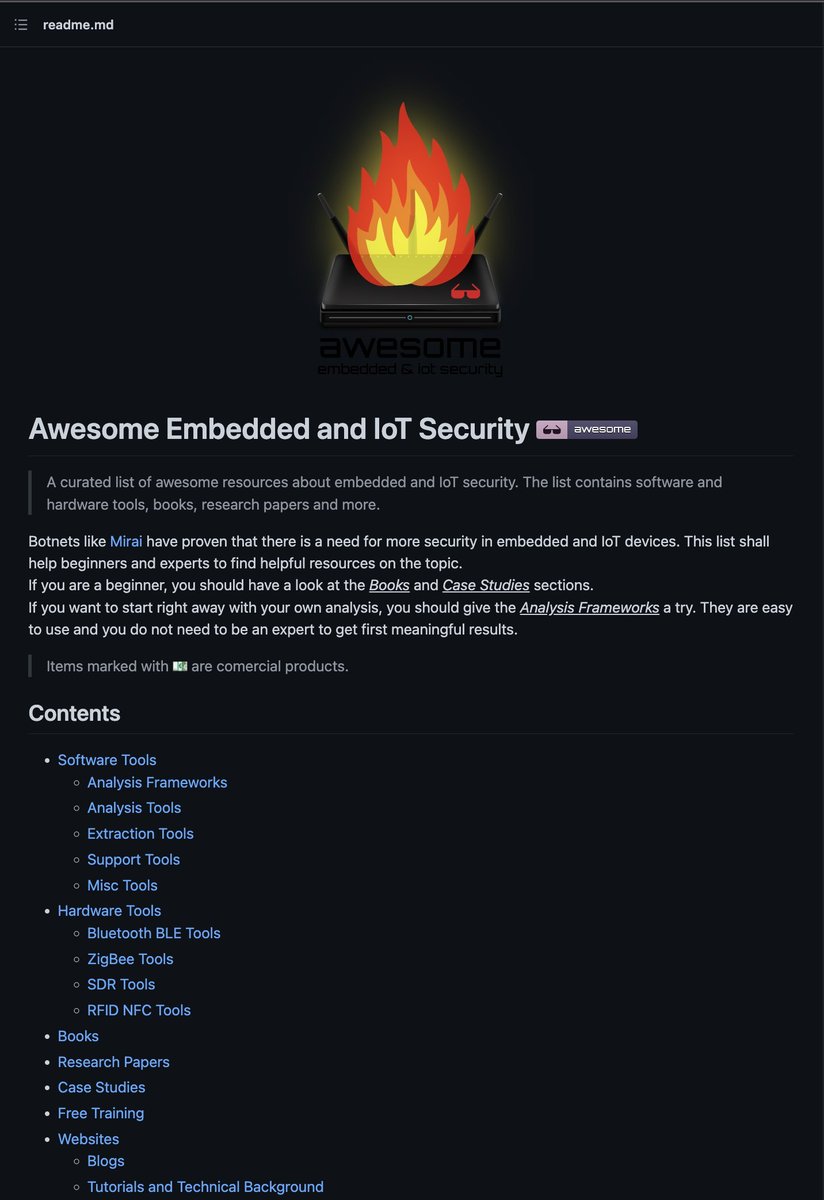 readme.md
awesome
embedded & iot security
Awesome Embedded and IoT Security awesome
A curated list of awesome resources about embedded and IoT security. The list contains software and
hardware tools, books, research papers and more.
Botnets like Mirai have proven that there is a need for more security in embedded and IoT devices. This list shall
help beginners and experts to find helpful resources on the topic.
If you are a beginner, you should have a look at the Books and Case Studies sections.
If you want to start right away with your own analysis, you should give the Analysis Frameworks a try. They are easy
to use and you do not need to be an expert to get first meaningful results.
Items marked with 💵 are comercial products.
Contents
• Software Tools
◦ Analysis Frameworks
◦ Analysis Tools
◦ Extraction Tools
◦ Support Tools
◦ Misc Tools
• Hardware Tools
◦ Bluetooth BLE Tools
◦ ZigBee Tools
◦ SDR Tools
◦ RFID NFC Tools
• Books
• Research Papers
• Case Studies
• Free Training
• Websites
◦ Blogs
◦ Tutorials and Technical Background